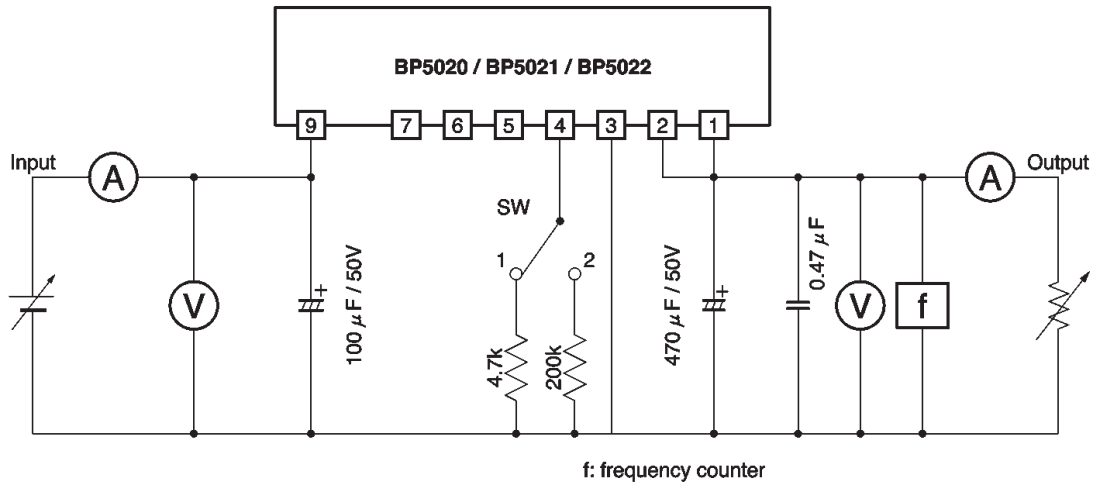 BP5020 / BP5021 / BP5022
9 7 6 5 4 3 2 1
Input
A
A
Output
SW
1
2
V
+
100 μF / 50V
4.7k
200k
470 μF / 50V
+
0.47 μF
V
f
f: frequency counter